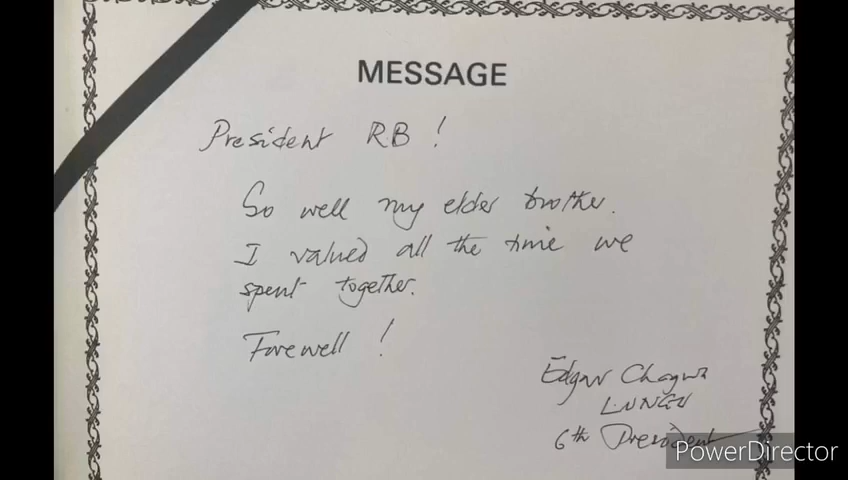 MESSAGE
President RB!
So well my elder brother.
I valued all the time we
spent together.
Farewell!
Edgar Chagwa
LUNGU
6th President
PowerDirector